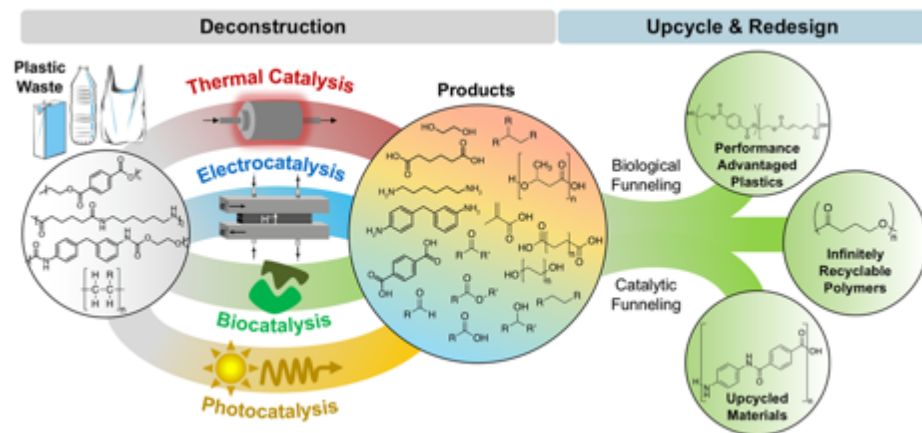 Deconstruction
Upcycle & Redesign
Plastic
Waste
Thermal Catalysis
Electrocatalysis
H⁺
Biocatalysis
Photocatalysis
Products
Biological
Funneling
Catalytic
Funneling
Performance
Advantaged
Plastics
Infinitely
Recyclable
Polymers
Upcycled
Materials